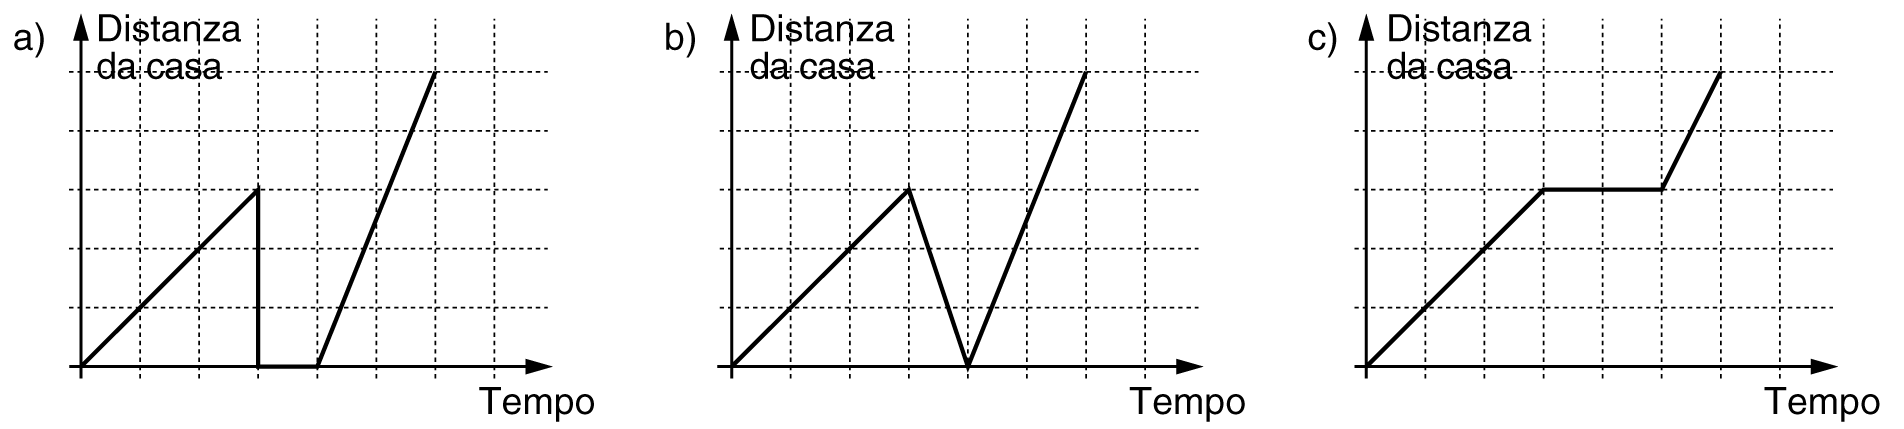 a)
Distanza
da casa
Tempo
b)
Distanza
da casa
Tempo
c)
Distanza
da casa
Tempo